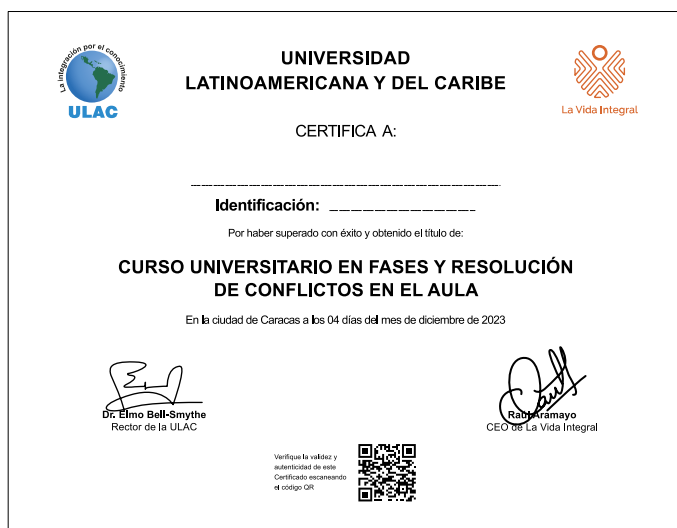 La integración por el conocimiento
ULAC
UNIVERSIDAD
LATINOAMERICANA Y DEL CARIBE
La Vida Integral
CERTIFICA A:
Identificación:
Por haber superado con éxito y obtenido el título de:
CURSO UNIVERSITARIO EN FASES Y RESOLUCIÓN
DE CONFLICTOS EN EL AULA
En la ciudad de Caracas a los 04 días del mes de diciembre de 2023
Dr. Elmo Bell-Smythe
Rector de la ULAC
Raúl Aramayo
CEO de La Vida Integral
Verifique la validez y
autenticidad de este
Certificado escaneando
el código QR